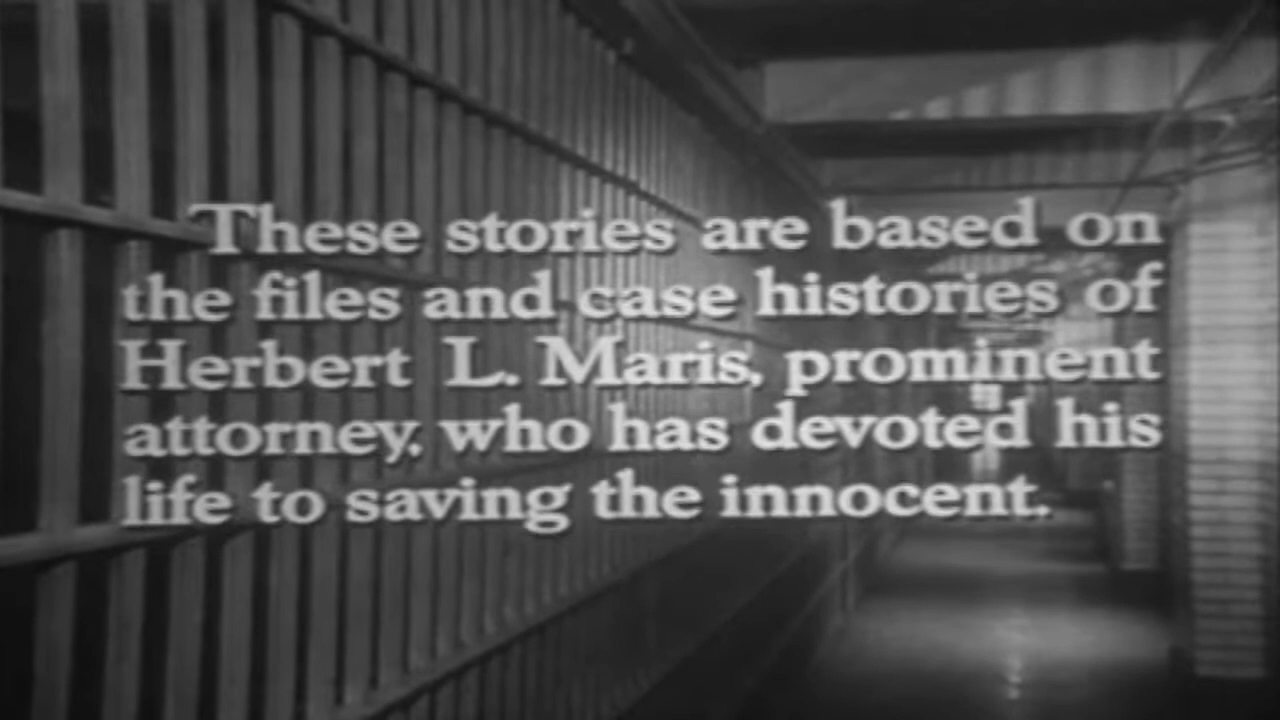 These stories are based on
the files and case histories of
Herbert L. Maris, prominent
attorney, who has devoted his
life to saving the innocent.